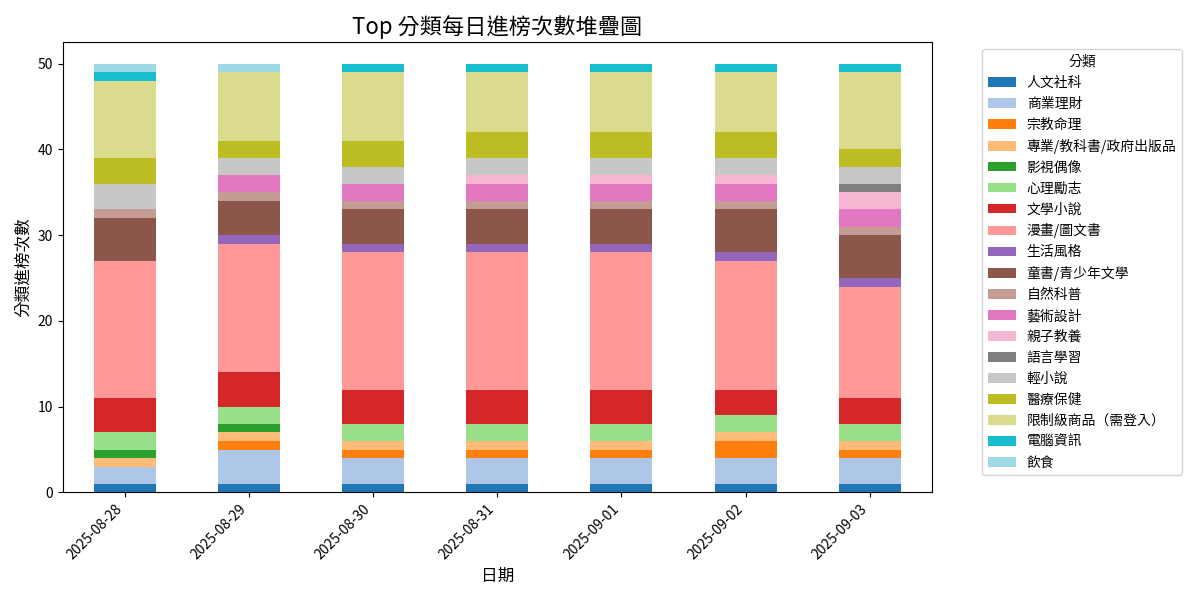 Top 分類每日進榜次數堆疊圖
分類進榜次數
50
40
30
20
10
0
2025-08-28
2025-08-29
2025-08-30
2025-08-31
2025-09-01
2025-09-02
2025-09-03
日期
分類
人文社科
商業理財
宗教命理
專業/教科書/政府出版品
影視偶像
心理勵志
文學小說
漫畫/圖文書
生活風格
童書/青少年文學
自然科普
藝術設計
親子教養
語言學習
輕小說
醫療保健
限制級商品（需登入）
電腦資訊
飲食